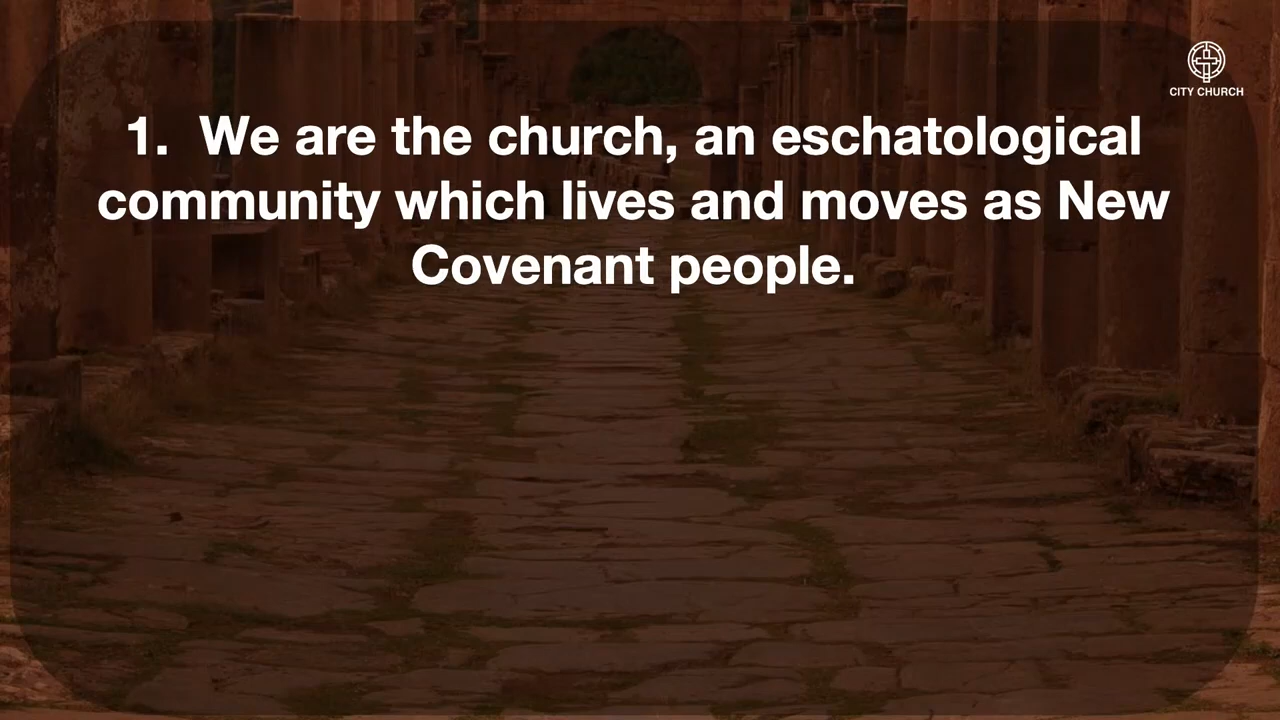 CITY CHURCH
1. We are the church, an eschatological
community which lives and moves as New
Covenant people.